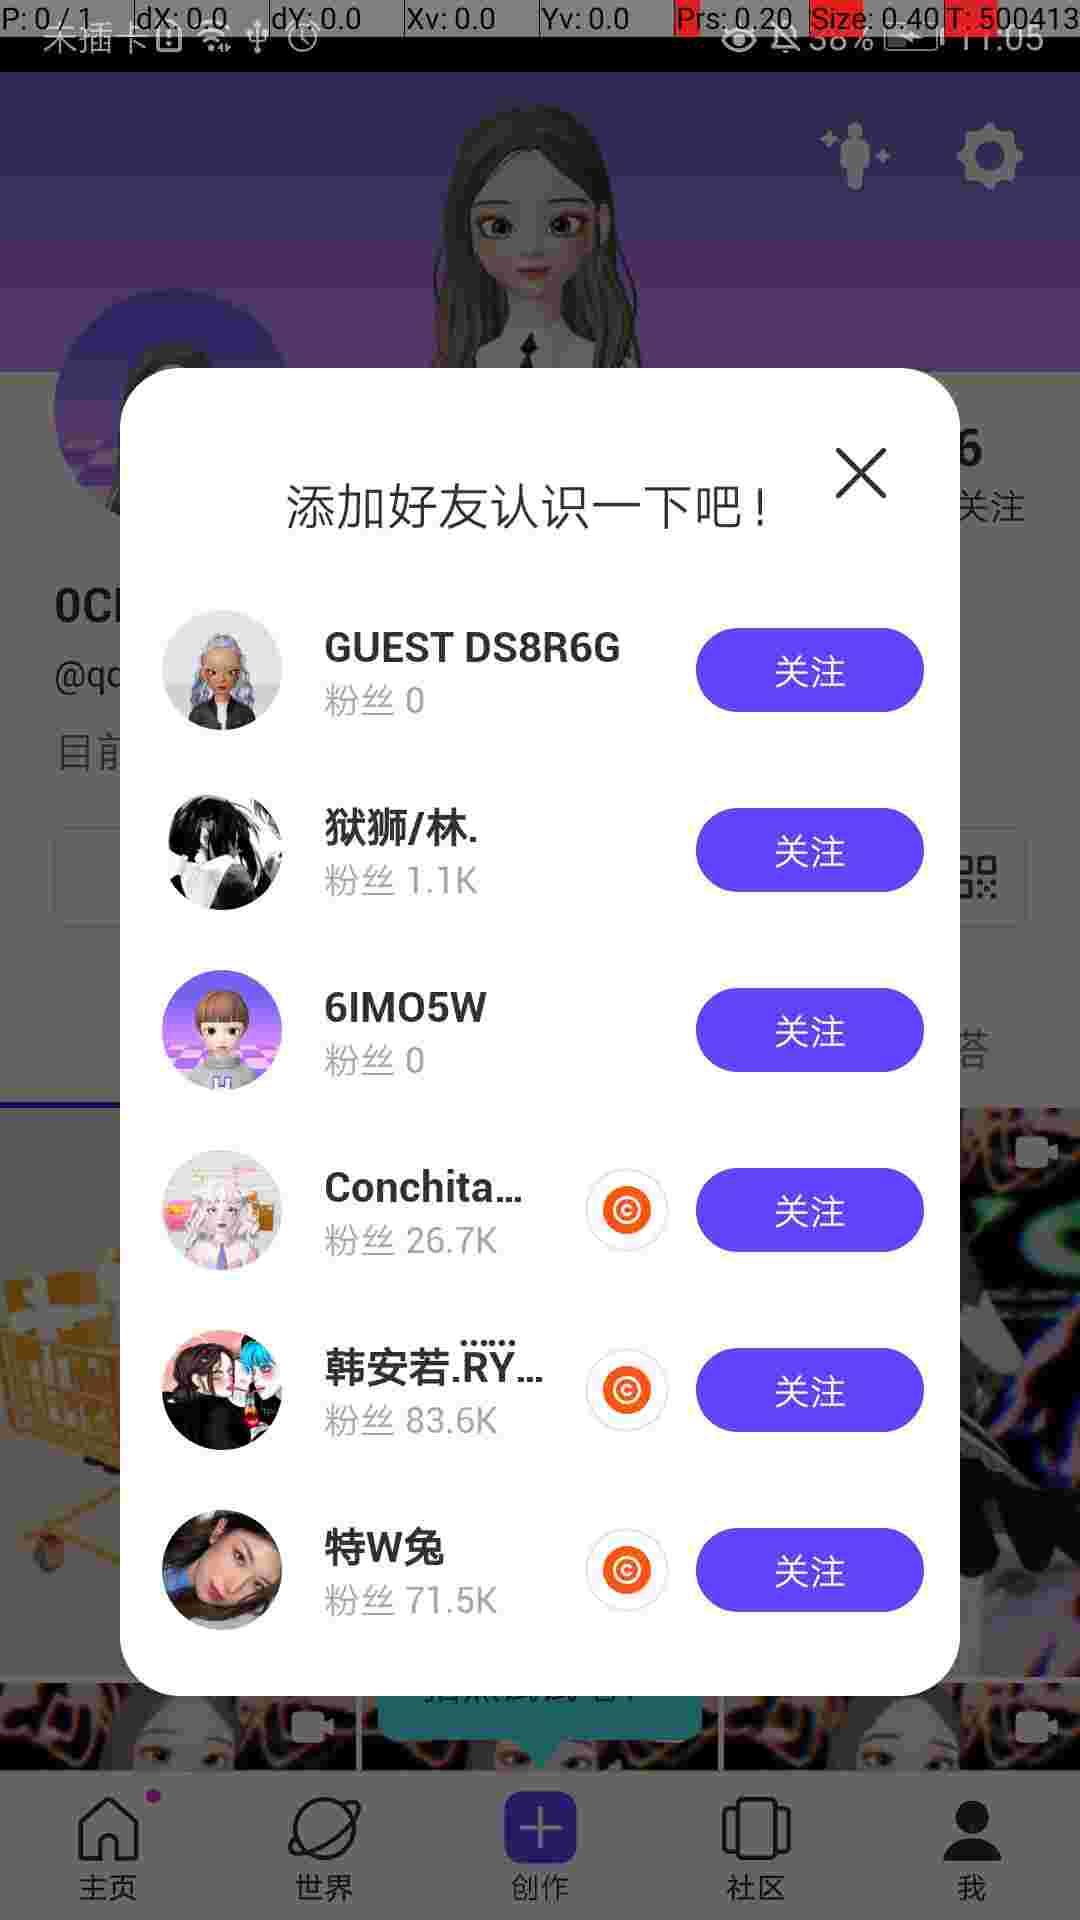 P: 0 / 1 dX: 0.0 dY: 0.0 Xv: 0.0 Yv: 0.0 Prs: 0.20 Size: 0.40 T: 500413
未插卡 38% 11:05
6
关注
添加好友认识一下吧!
0C
@qc
目前
GUEST DS8R6G
粉丝 0
关注
狱狮/林.
粉丝 1.1K
关注
6IMO5W
粉丝 0
关注
答
Conchita...
粉丝 26.7K
关注
韩安若.RY...
粉丝 83.6K
关注
特W兔
粉丝 71.5K
关注
主页 世界 创作 社区 我